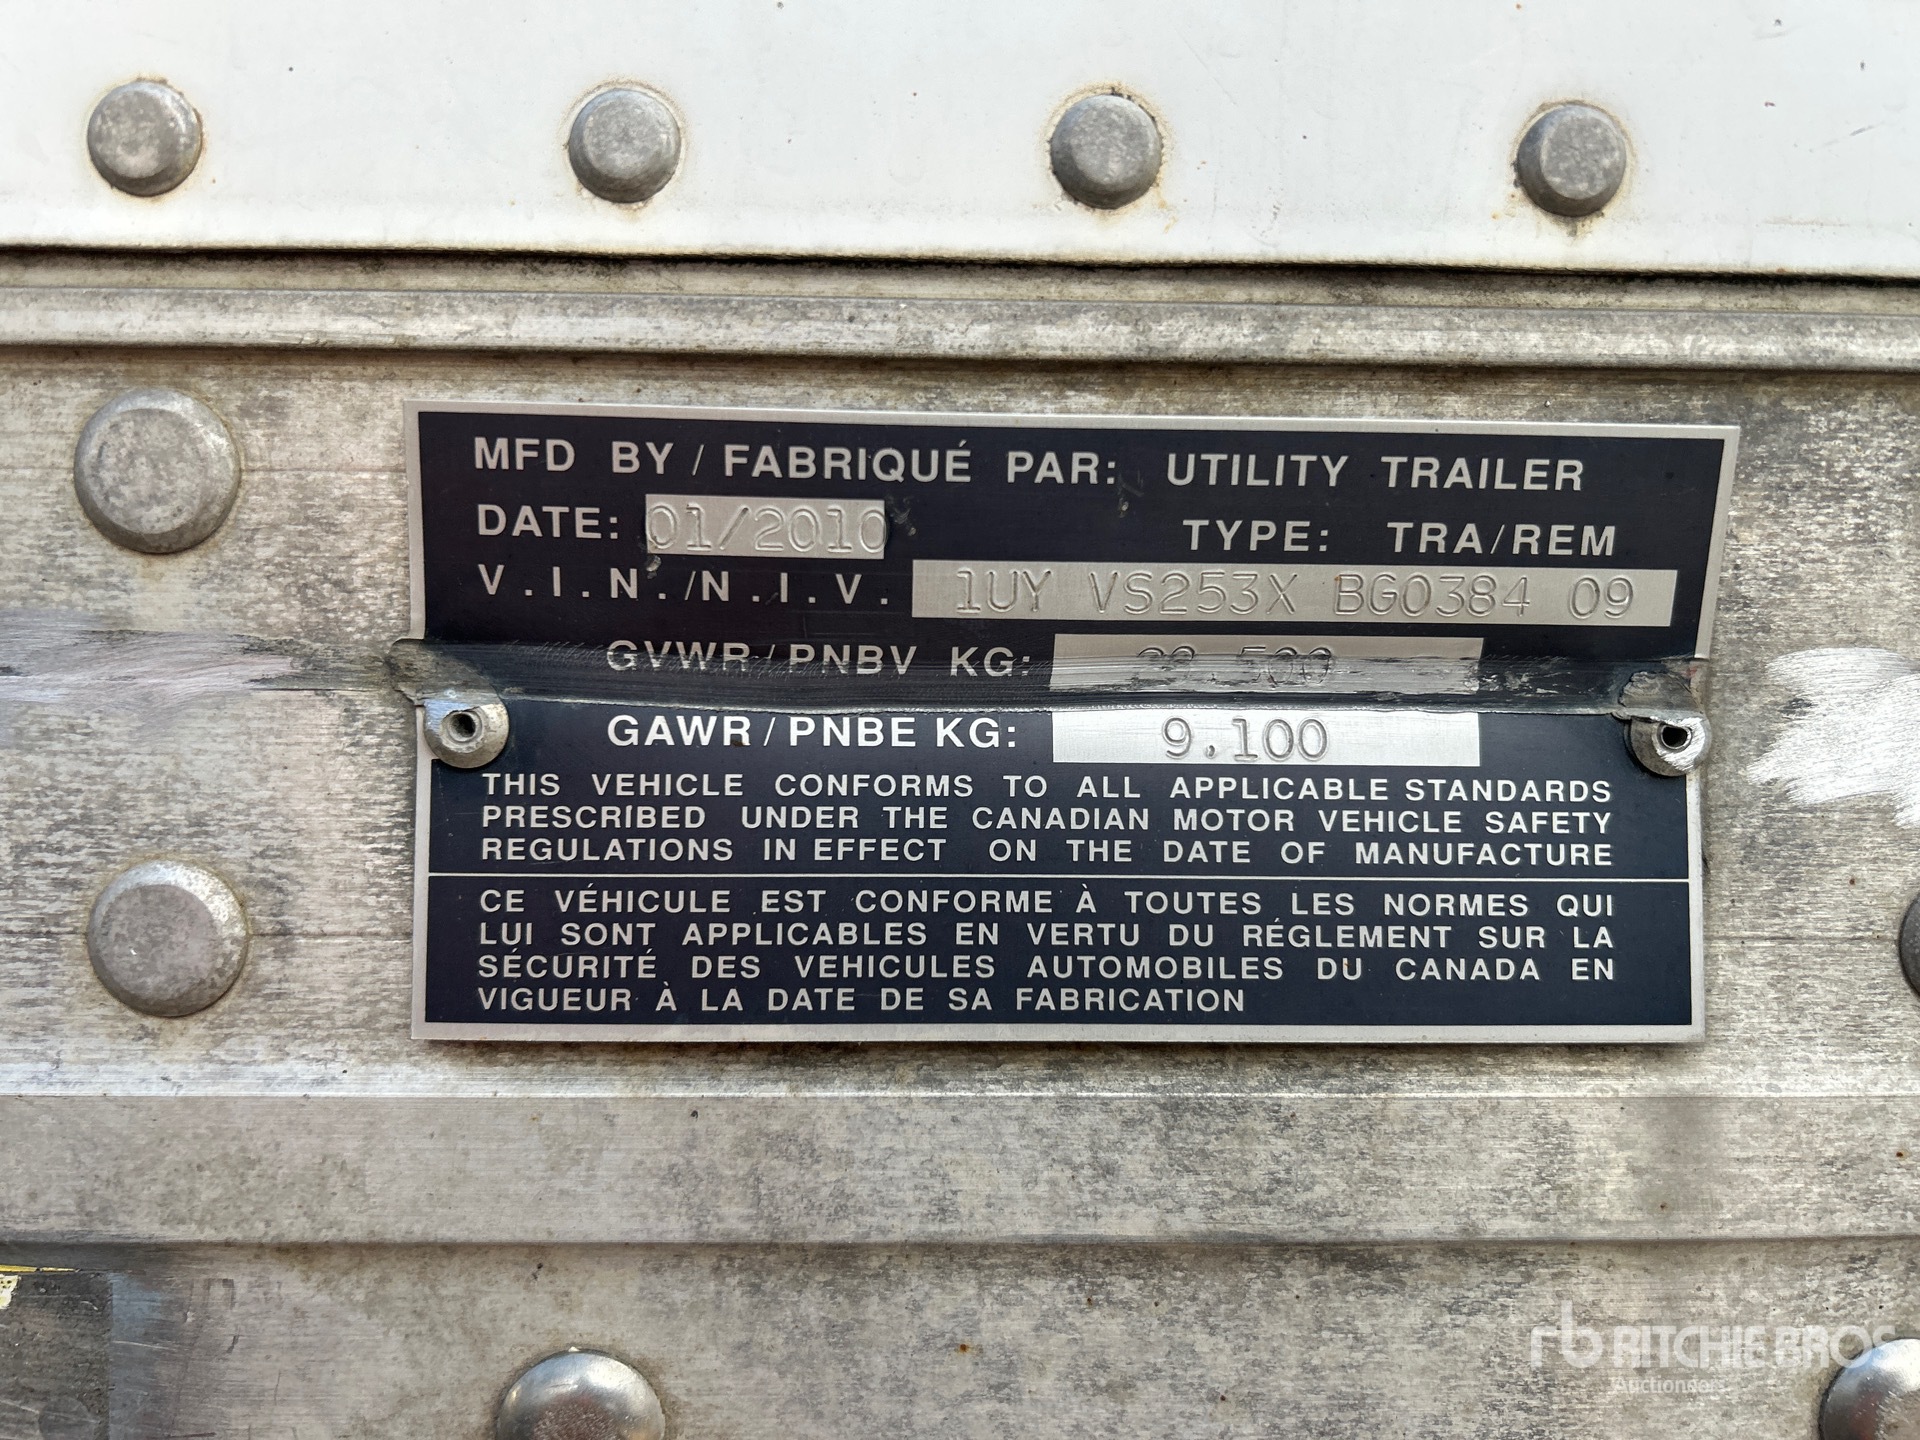 MFD BY / FABRIQUÉ PAR: UTILITY TRAILER
DATE: 01/2010 TYPE: TRA/REM
V.I.N./N.I.V. 1UY VS253X BG0384 09
GVWR/PNBV KG:
GAWR/PNBE KG: 9.100
THIS VEHICLE CONFORMS TO ALL APPLICABLE STANDARDS
PRESCRIBED UNDER THE CANADIAN MOTOR VEHICLE SAFETY
REGULATIONS IN EFFECT ON THE DATE OF MANUFACTURE
CE VÉHICULE EST CONFORME À TOUTES LES NORMES QUI
LUI SONT APPLICABLES EN VERTU DU RÉGLEMENT SUR LA
SÉCURITÉ DES VEHICULES AUTOMOBILES DU CANADA EN
VIGUEUR À LA DATE DE SA FABRICATION
rb RITCHIE BROS
Auctioneers